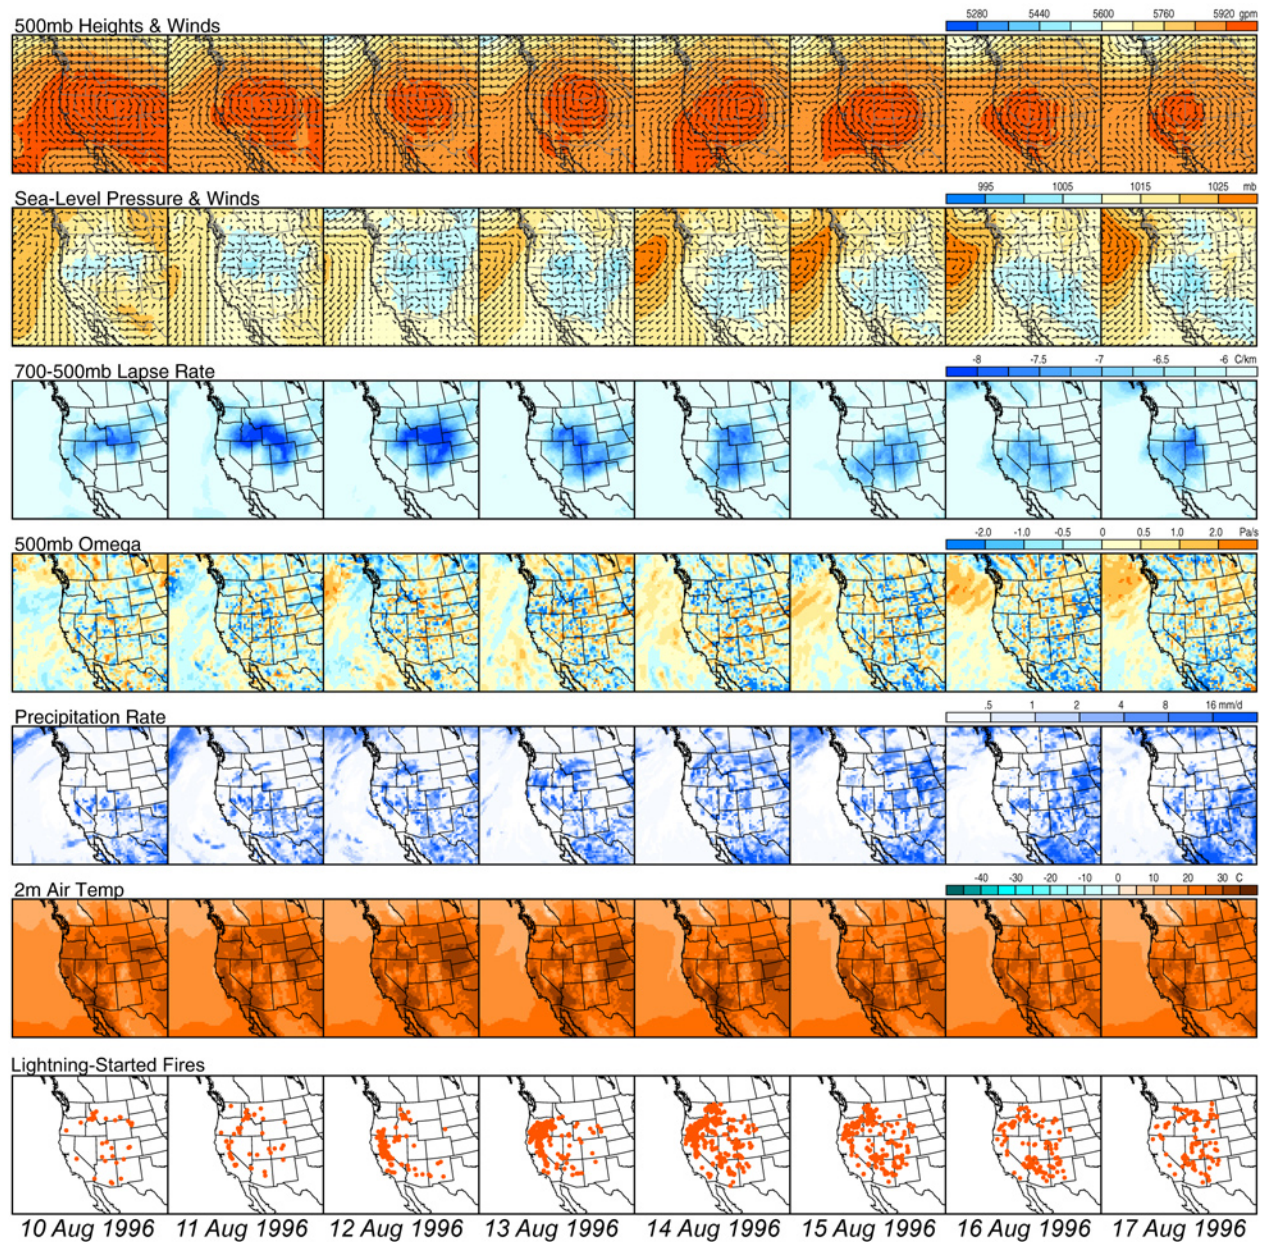 500mb Heights & Winds
5280 5440 5600 5760 5920 gpm
Sea-Level Pressure & Winds
995 1005 1015 1025 mb
700-500mb Lapse Rate
-8 -7.5 -7 -6.5 -6 C/km
500mb Omega
-2.0 -1.0 -0.5 0 0.5 1.0 2.0 Pa/s
Precipitation Rate
.5 1 2 4 8 16 mm/d
2m Air Temp
-40 -30 -20 -10 0 10 20 30 C
Lightning-Started Fires
10 Aug 1996 11 Aug 1996 12 Aug 1996 13 Aug 1996 14 Aug 1996 15 Aug 1996 16 Aug 1996 17 Aug 1996